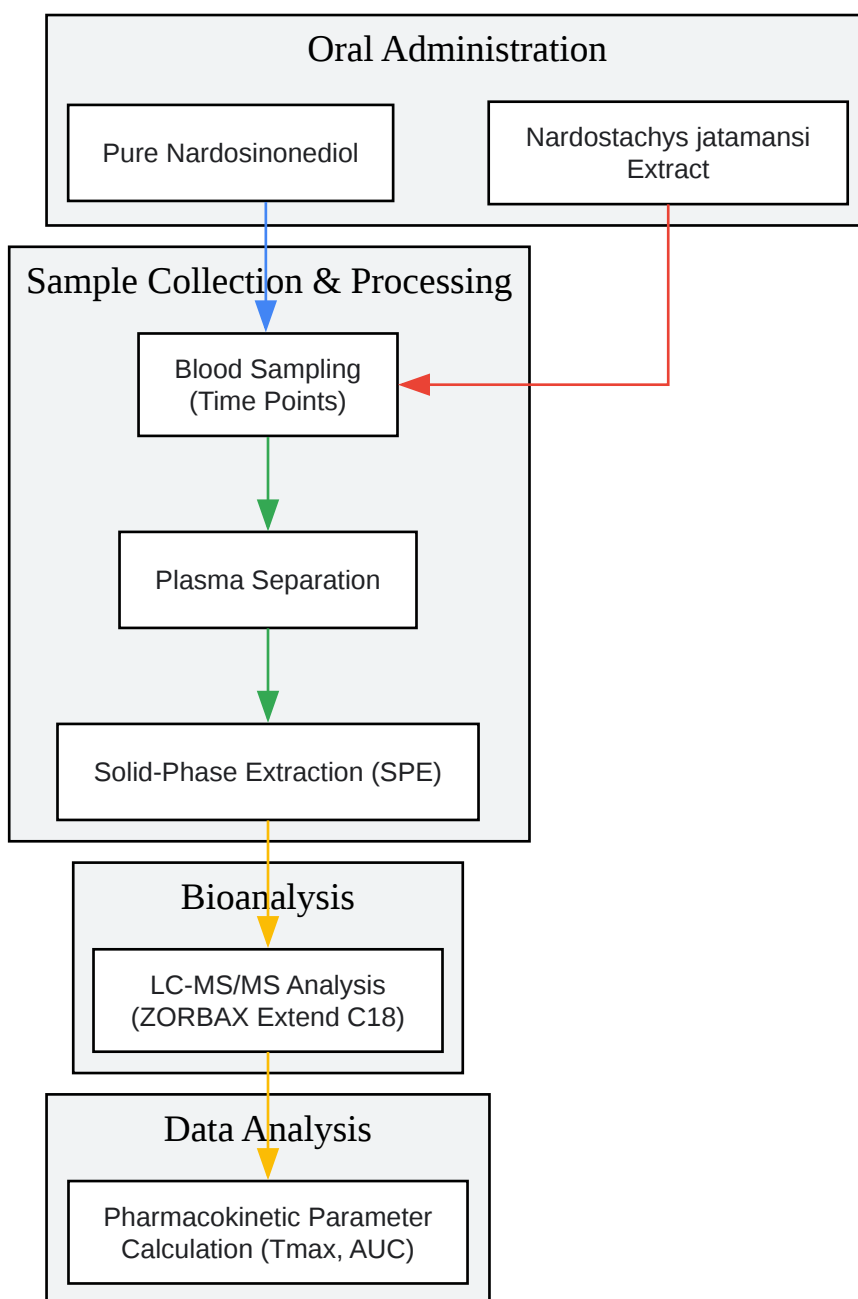 Oral Administration
Pure Nardosinonediol
Nardostachys jatamansi
Extract
Sample Collection & Processing
Blood Sampling
(Time Points)
Plasma Separation
Solid-Phase Extraction (SPE)
Bioanalysis
LC-MS/MS Analysis
(ZORBAX Extend C18)
Data Analysis
Pharmacokinetic Parameter
Calculation (Tmax, AUC)